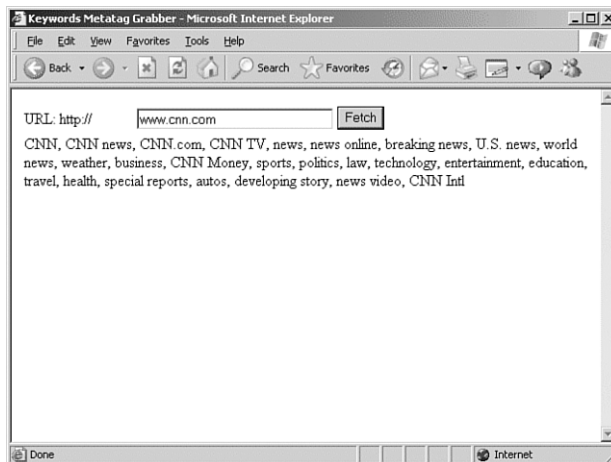 Keywords Metatag Grabber - Microsoft Internet Explorer
File Edit View Favorites Tools Help
Back Search Favorites
URL: http:// www.cnn.com Fetch
CNN, CNN news, CNN.com, CNN TV, news, news online, breaking news, U.S. news, world
news, weather, business, CNN Money, sports, politics, law, technology, entertainment, education,
travel, health, special reports, autos, developing story, news video, CNN Intl
Done Internet